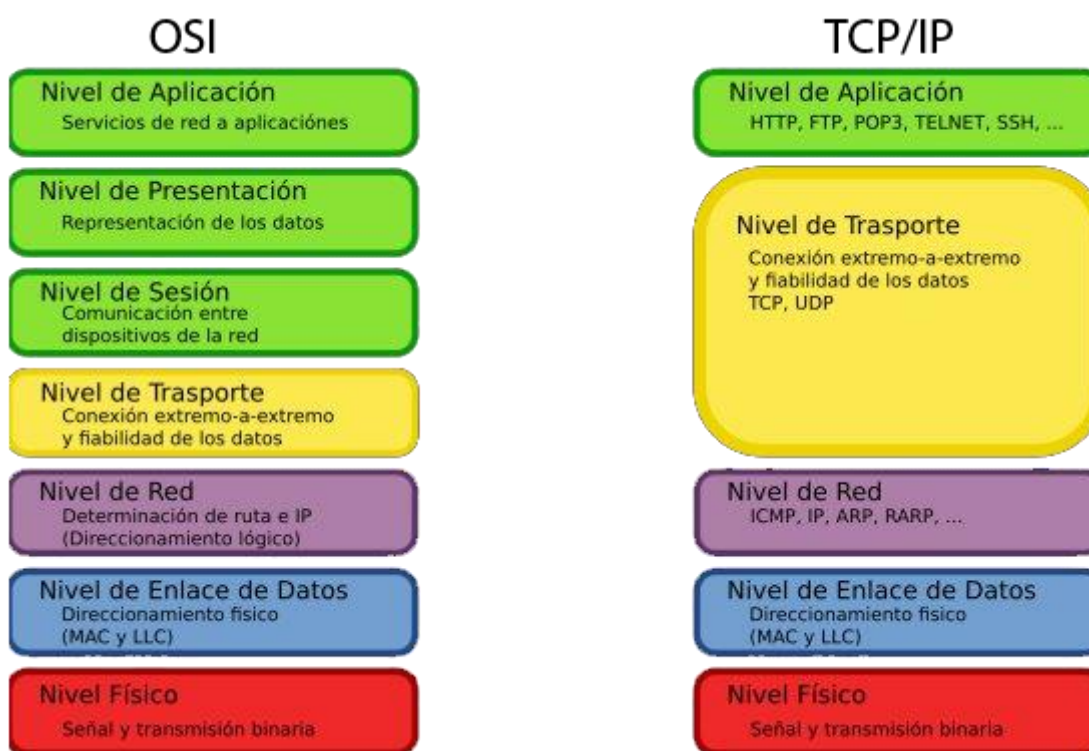 OSI
Nivel de Aplicación
Servicios de red a aplicaciónes
Nivel de Presentación
Representación de los datos
Nivel de Sesión
Comunicación entre
dispositivos de la red
Nivel de Trasporte
Conexión extremo-a-extremo
y fiabilidad de los datos
Nivel de Red
Determinación de ruta e IP
(Direccionamiento lógico)
Nivel de Enlace de Datos
Direccionamiento fisico
(MAC y LLC)
Nivel Físico
Señal y transmisión binaria
TCP/IP
Nivel de Aplicación
HTTP, FTP, POP3, TELNET, SSH, ...
Nivel de Trasporte
Conexión extremo-a-extremo
y fiabilidad de los datos
TCP, UDP
Nivel de Red
ICMP, IP, ARP, RARP, ...
Nivel de Enlace de Datos
Direccionamiento fisico
(MAC y LLC)
Nivel Físico
Señal y transmisión binaria